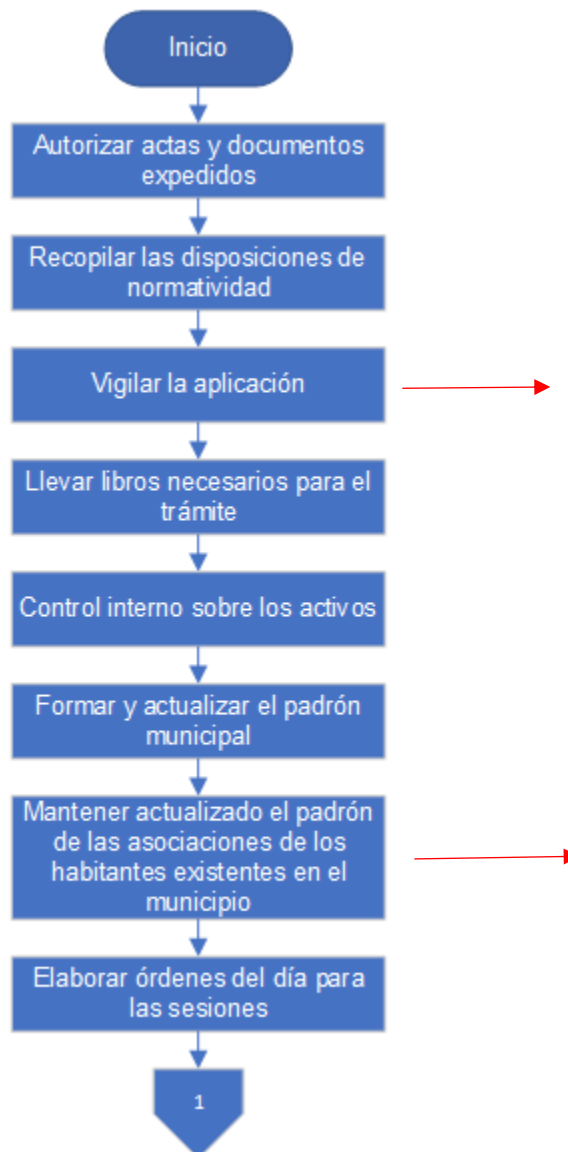 Inicio
Autorizar actas y documentos
expedidos
Recopilar las disposiciones de
normatividad
Vigilar la aplicación
Llevar libros necesarios para el
trámite
Control interno sobre los activos
Formar y actualizar el padrón
municipal
Mantener actualizado el padrón
de las asociaciones de los
habitantes existentes en el
municipio
Elaborar órdenes del día para
las sesiones
1